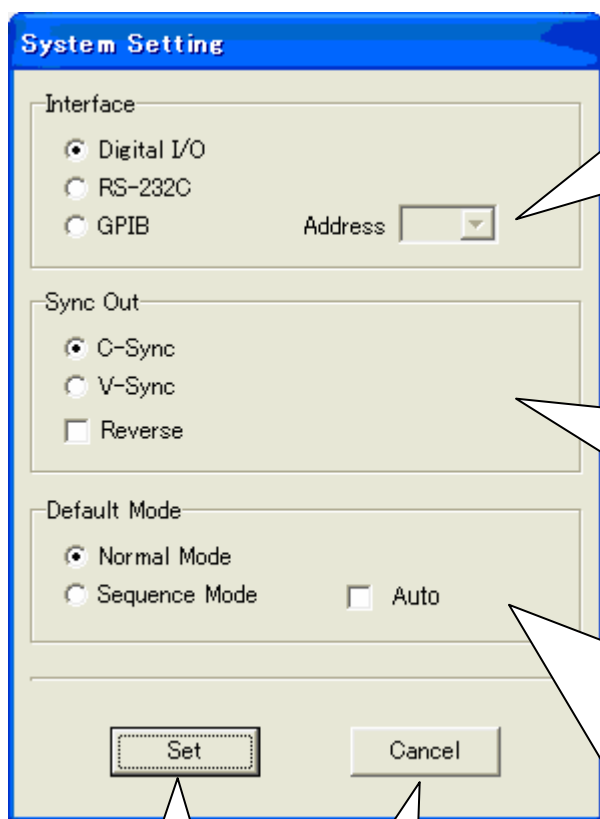 System Setting
Interface
Digital I/O
RS-232C
GPIB Address
Sync Out
C-Sync
V-Sync
Reverse
Default Mode
Normal Mode
Sequence Mode Auto
Set Cancel